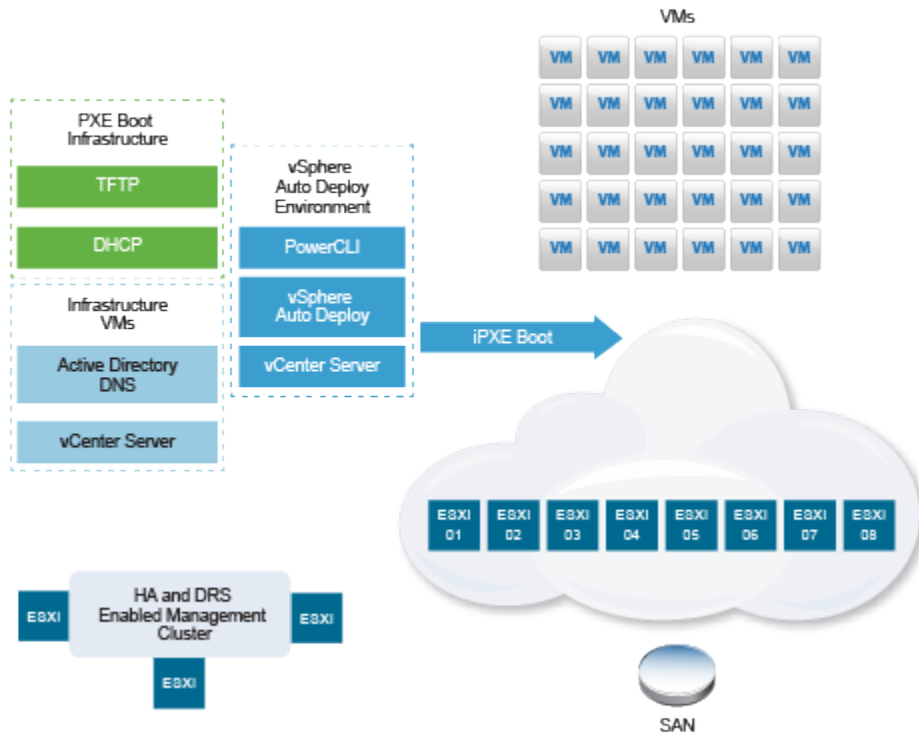 VMs
VM VM VM VM VM VM
VM VM VM VM VM VM
VM VM VM VM VM VM
VM VM VM VM VM VM
VM VM VM VM VM VM
PXE Boot
Infrastructure
TFTP
DHCP
Infrastructure
VMs
Active Directory
DNS
vCenter Server
vSphere
Auto Deploy
Environment
PowerCLI
vSphere
Auto Deploy
vCenter Server
iPXE Boot
ESXI
01
ESXI
02
ESXI
03
ESXI
04
ESXI
05
ESXI
06
ESXI
07
ESXI
08
ESXI
HA and DRS
Enabled Management
Cluster
ESXI
ESXI
SAN